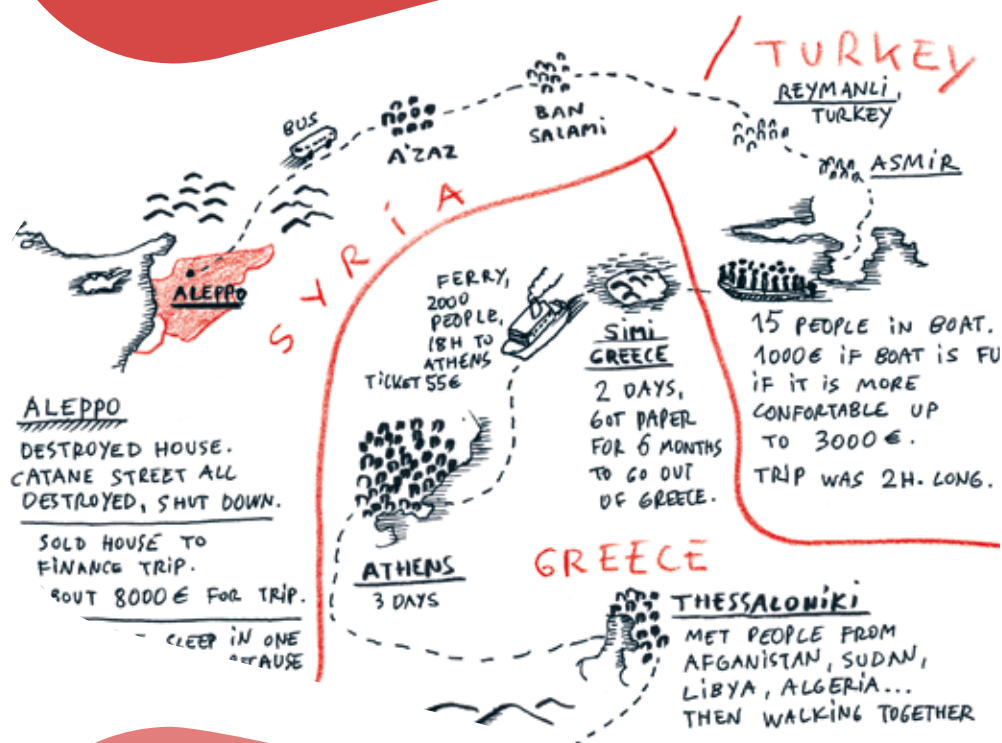 TURKEY
REYMANLI,
TURKEY
ASMIR
BUS
A'ZAZ
BAN
SALAMI
SYRIA
ALEPPO
FERRY,
2000
PEOPLE,
18H TO
ATHENS
TICKET 55€
SIMI
GREECE
2 DAYS,
GOT PAPER
FOR 6 MONTHS
TO GO OUT
OF GREECE.
15 PEOPLE IN BOAT.
1000€ IF BOAT IS FU
IF IT IS MORE
CONFORTABLE UP
TO 3000€.
TRIP WAS 2H. LONG.
ALEPPO
DESTROYED HOUSE.
CATANE STREET ALL
DESTROYED, SHUT DOWN.
SOLD HOUSE TO
FINANCE TRIP.
BOUT 8000€ FOR TRIP.
SLEEP IN ONE
ATHENS
3 DAYS
GREECE
THESSALONIKI
MET PEOPLE FROM
AFGANISTAN, SUDAN,
LIBYA, ALGERIA...
THEN WALKING TOGETHER